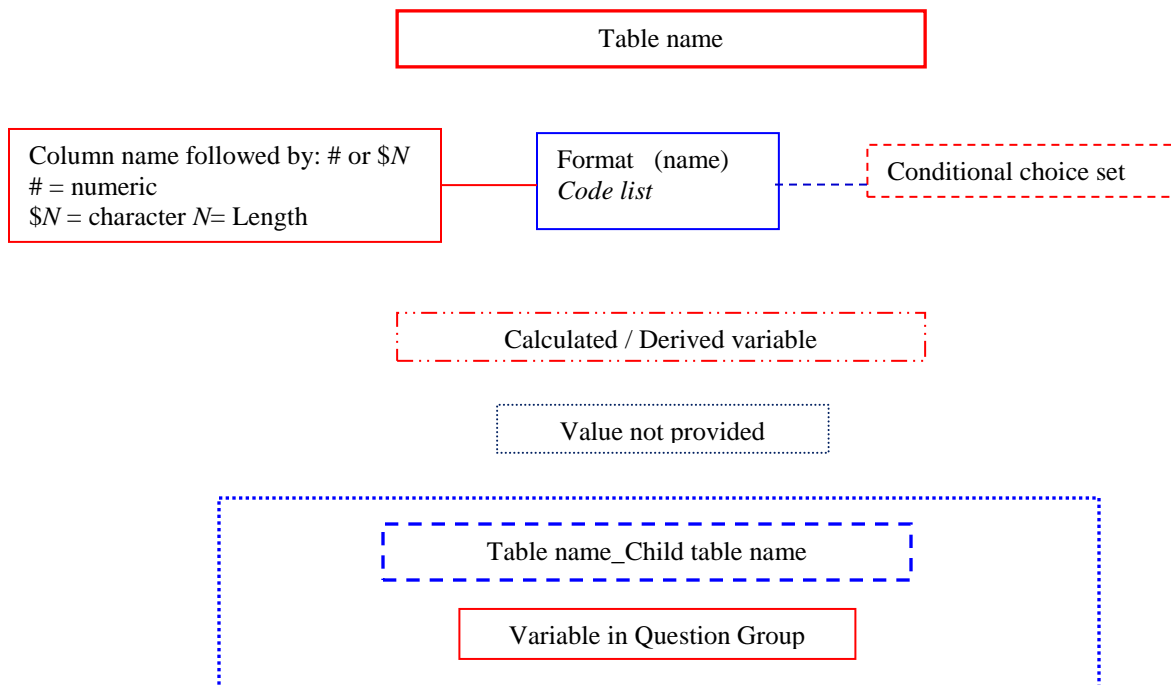 Table name
Column name followed by: # or $N
# = numeric
$N = character N= Length
Format (name)
Code list
Conditional choice set
Calculated / Derived variable
Value not provided
Table name_Child table name
Variable in Question Group